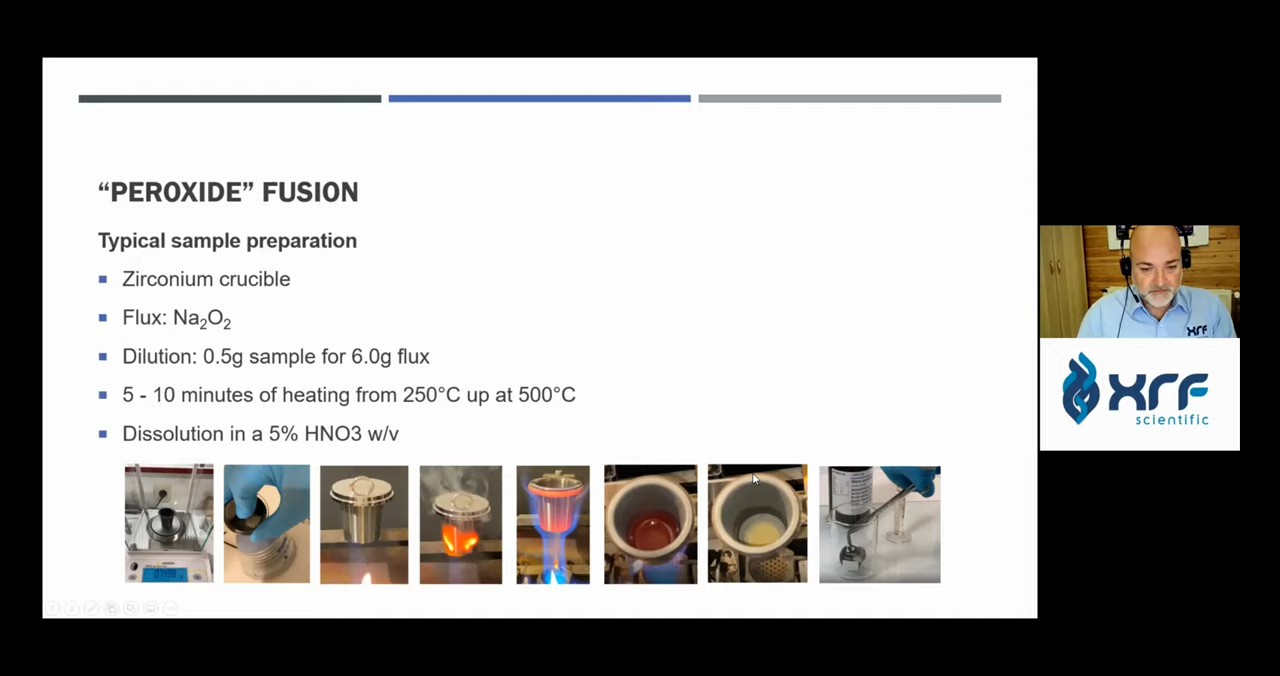 “PEROXIDE” FUSION
Typical sample preparation
Zirconium crucible
Flux: Na₂O₂
Dilution: 0.5g sample for 6.0g flux
5 - 10 minutes of heating from 250°C up at 500°C
Dissolution in a 5% HNO3 w/v
xrf
xrf
scientific